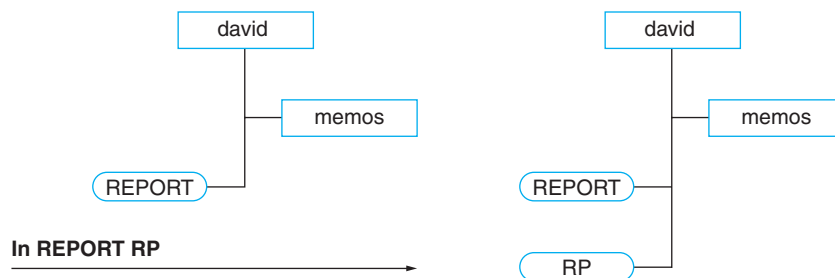 david
memos
REPORT
In REPORT RP
david
memos
REPORT
RP